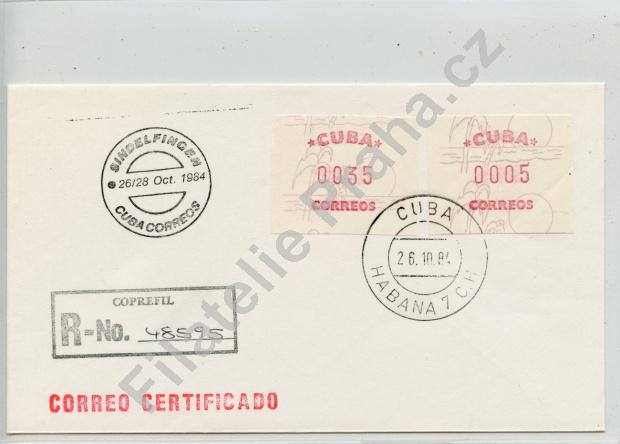 SINDELFINGEN
26/28 Oct. 1984
CUBA CORREOS
*CUBA*
0035
CORREOS
*CUBA*
0005
CORREOS
CUBA
26.10.84
HABANA 7 C.H
COPREFIL
R-No. 48595
CORREO CERTIFICADO
Filatelie Praha.cz